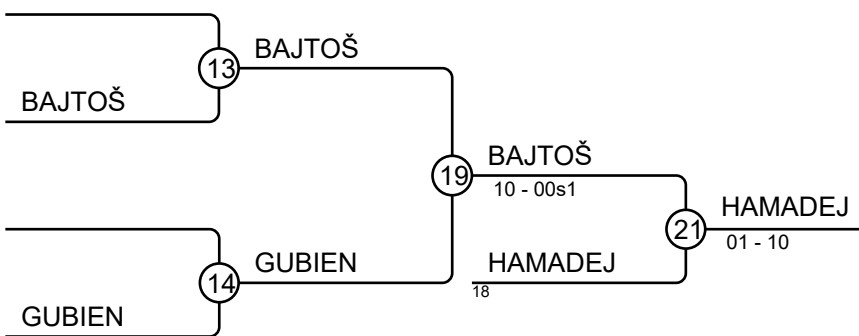 13
BAJTOŠ
BAJTOŠ
19
BAJTOŠ
10 - 00s1
21
HAMADEJ
01 - 10
14
GUBIEN
HAMADEJ
18
GUBIEN